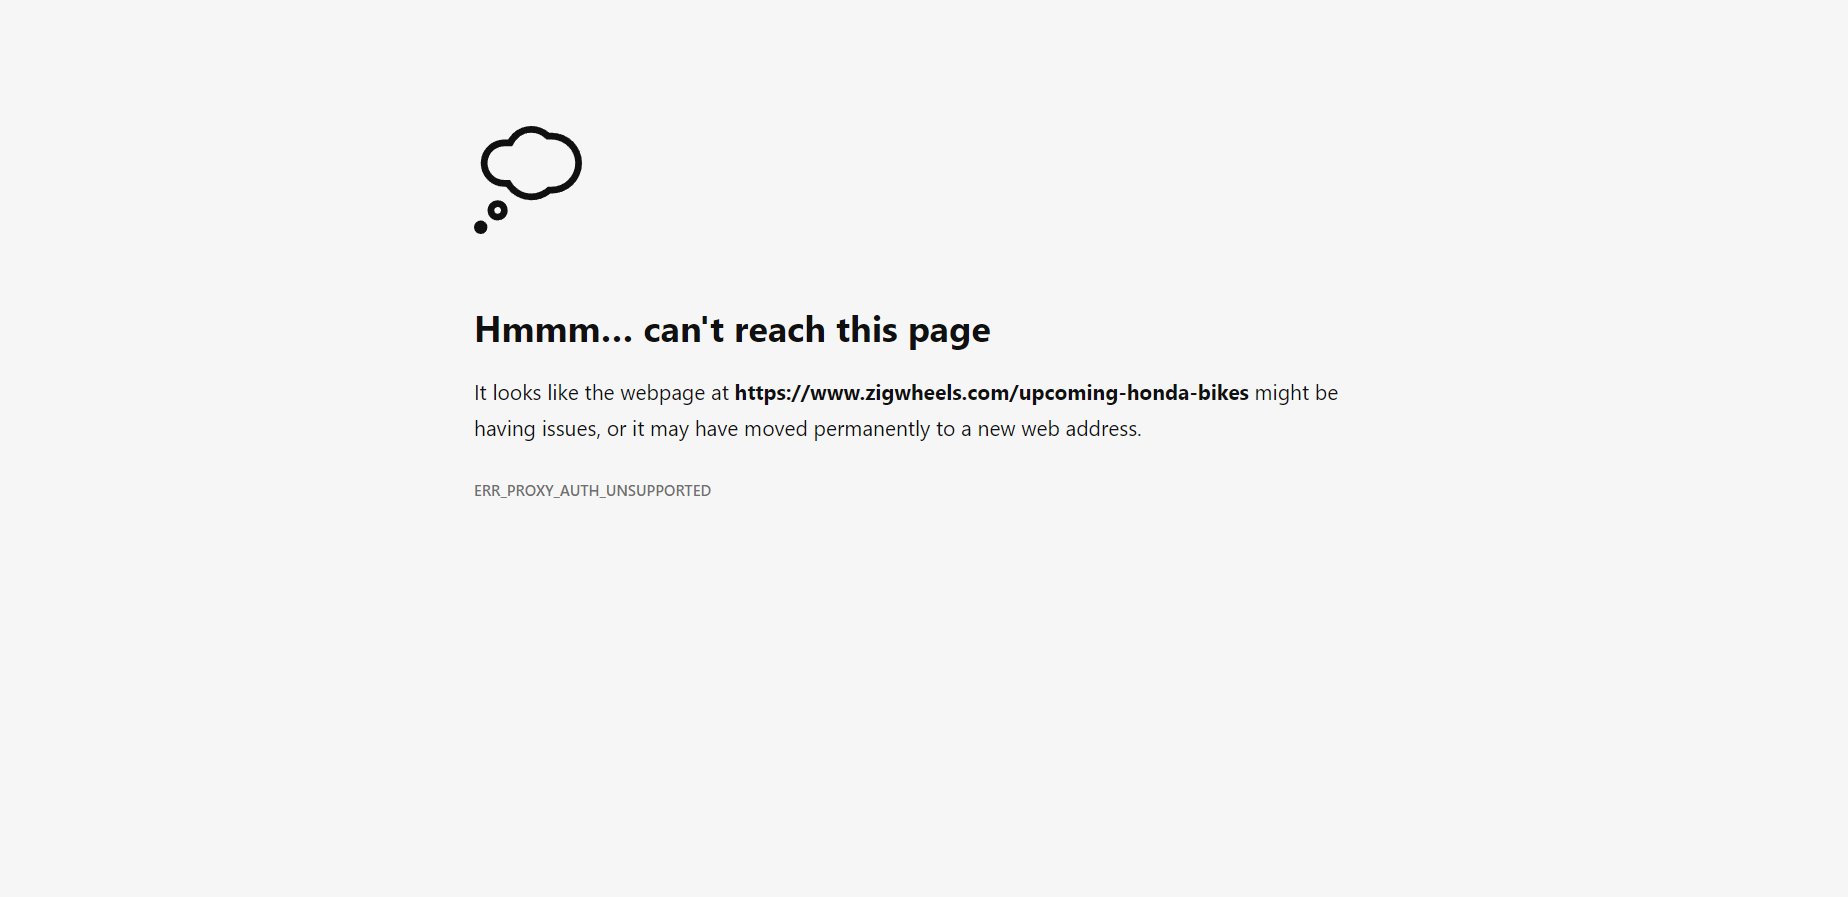 Hmmm... can't reach this page
It looks like the webpage at https://www.zigwheels.com/upcoming-honda-bikes might be
having issues, or it may have moved permanently to a new web address.
ERR_PROXY_AUTH_UNSUPPORTED